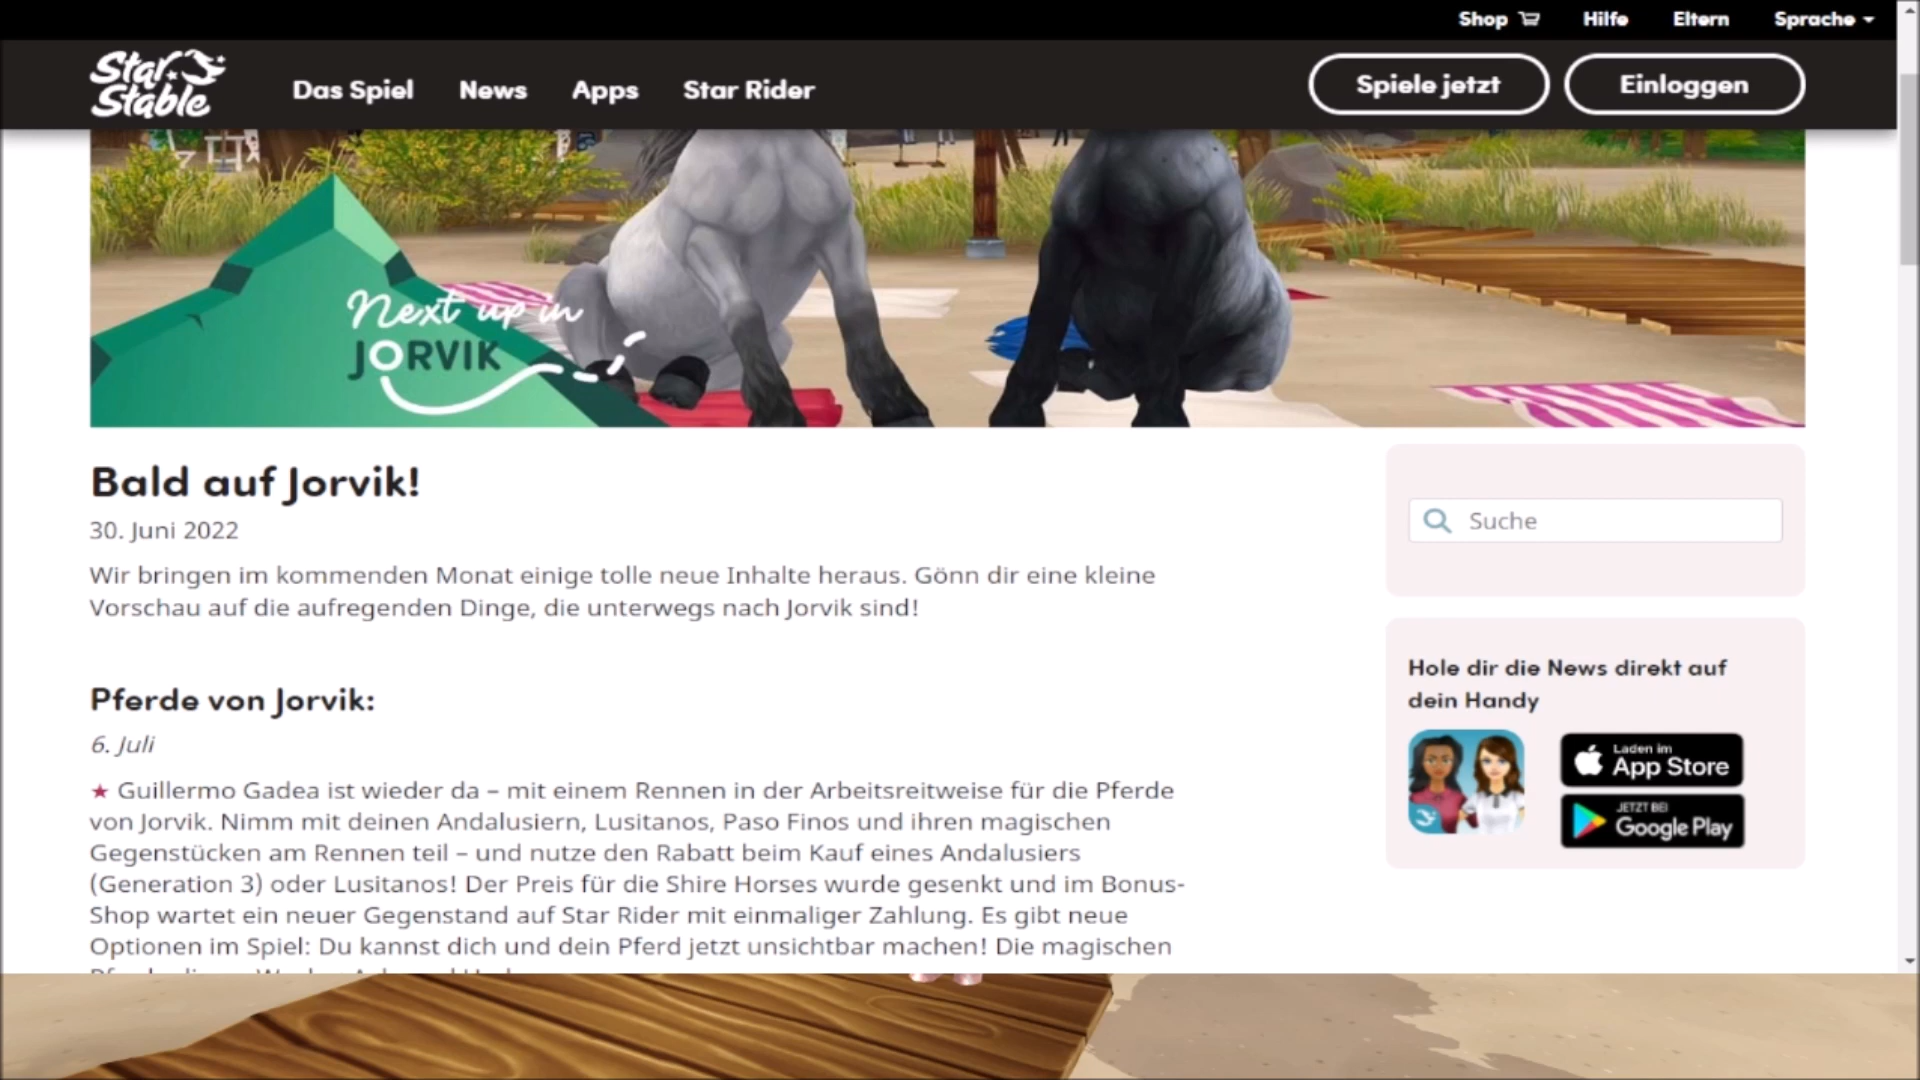 Shop
Hilfe
Eltern
Sprache
Star Stable
Das Spiel
News
Apps
Star Rider
Spiele jetzt
Einloggen
Next up in
JORVIK
Bald auf Jorvik!
30. Juni 2022
Wir bringen im kommenden Monat einige tolle neue Inhalte heraus. Gönn dir eine kleine
Vorschau auf die aufregenden Dinge, die unterwegs nach Jorvik sind!
Pferde von Jorvik:
6. Juli
★ Guillermo Gadea ist wieder da – mit einem Rennen in der Arbeitsreitweise für die Pferde
von Jorvik. Nimm mit deinen Andalusiern, Lusitanos, Paso Finos und ihren magischen
Gegenstücken am Rennen teil – und nutze den Rabatt beim Kauf eines Andalusiers
(Generation 3) oder Lusitanos! Der Preis für die Shire Horses wurde gesenkt und im Bonus-
Shop wartet ein neuer Gegenstand auf Star Rider mit einmaliger Zahlung. Es gibt neue
Optionen im Spiel: Du kannst dich und dein Pferd jetzt unsichtbar machen! Die magischen
Suche
Hole dir die News direkt auf
dein Handy
Laden im
App Store
JETZT BEI
Google Play